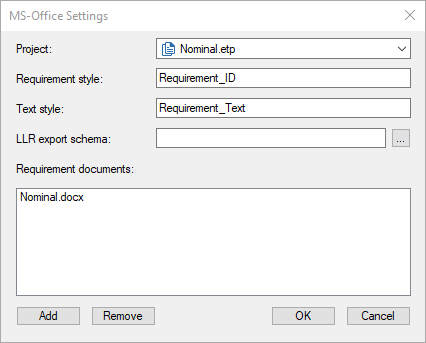 MS-Office Settings
Project: Nominal.etp
Requirement style: Requirement_ID
Text style: Requirement_Text
LLR export schema: ...
Requirement documents:
Nominal.docx
Add Remove OK Cancel